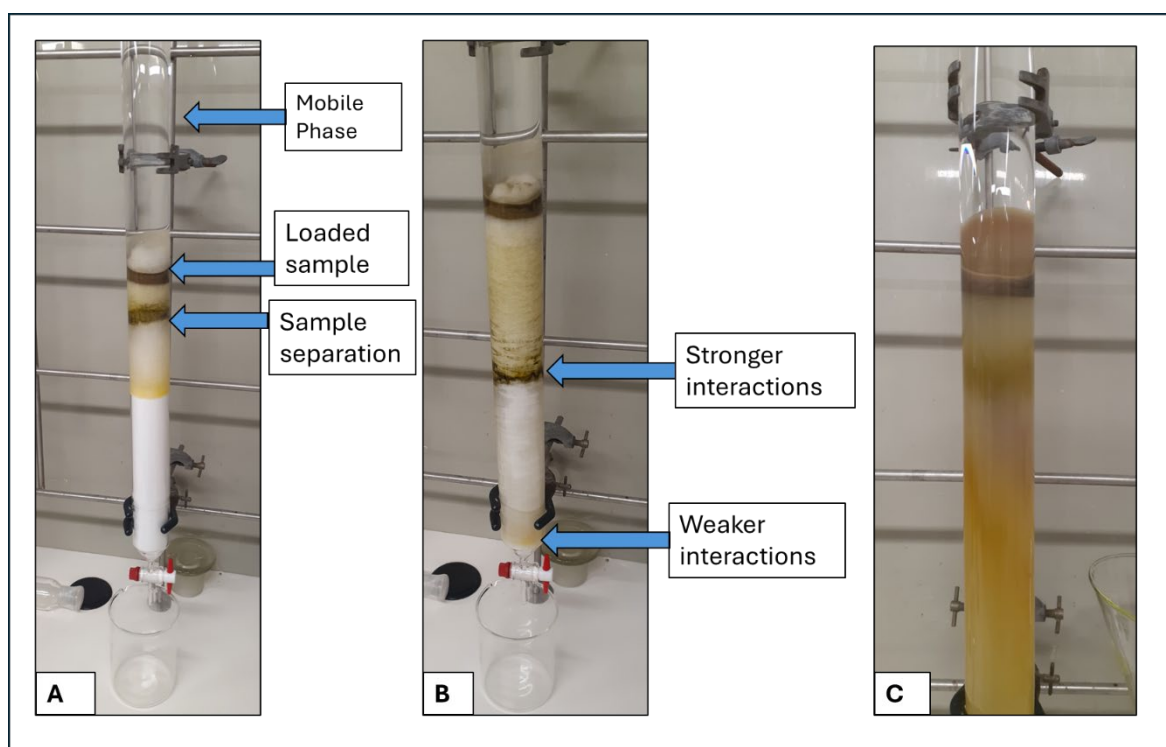 Mobile
Phase
Loaded
sample
Sample
separation
Stronger
interactions
Weaker
interactions
A
B
C